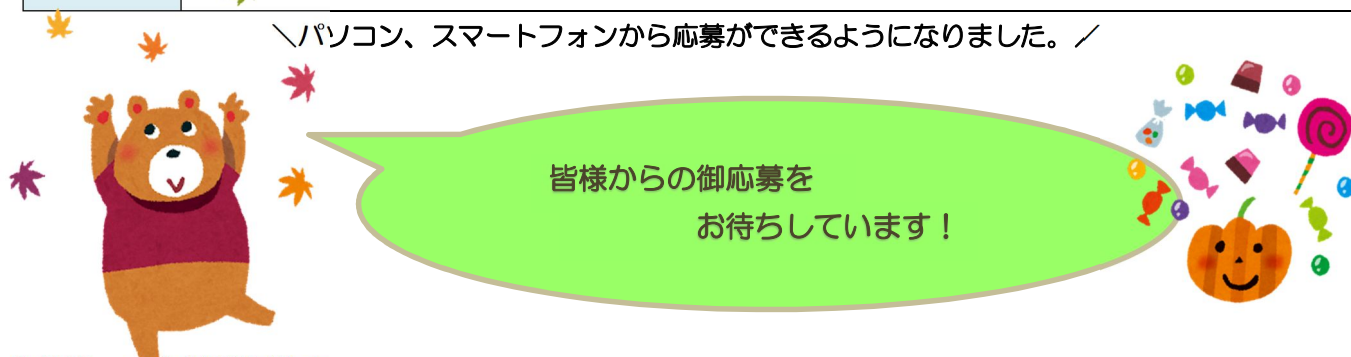 ＼パソコン、スマートフォンから応募ができるようになりました。／
皆様からの御応募を
お待ちしています！